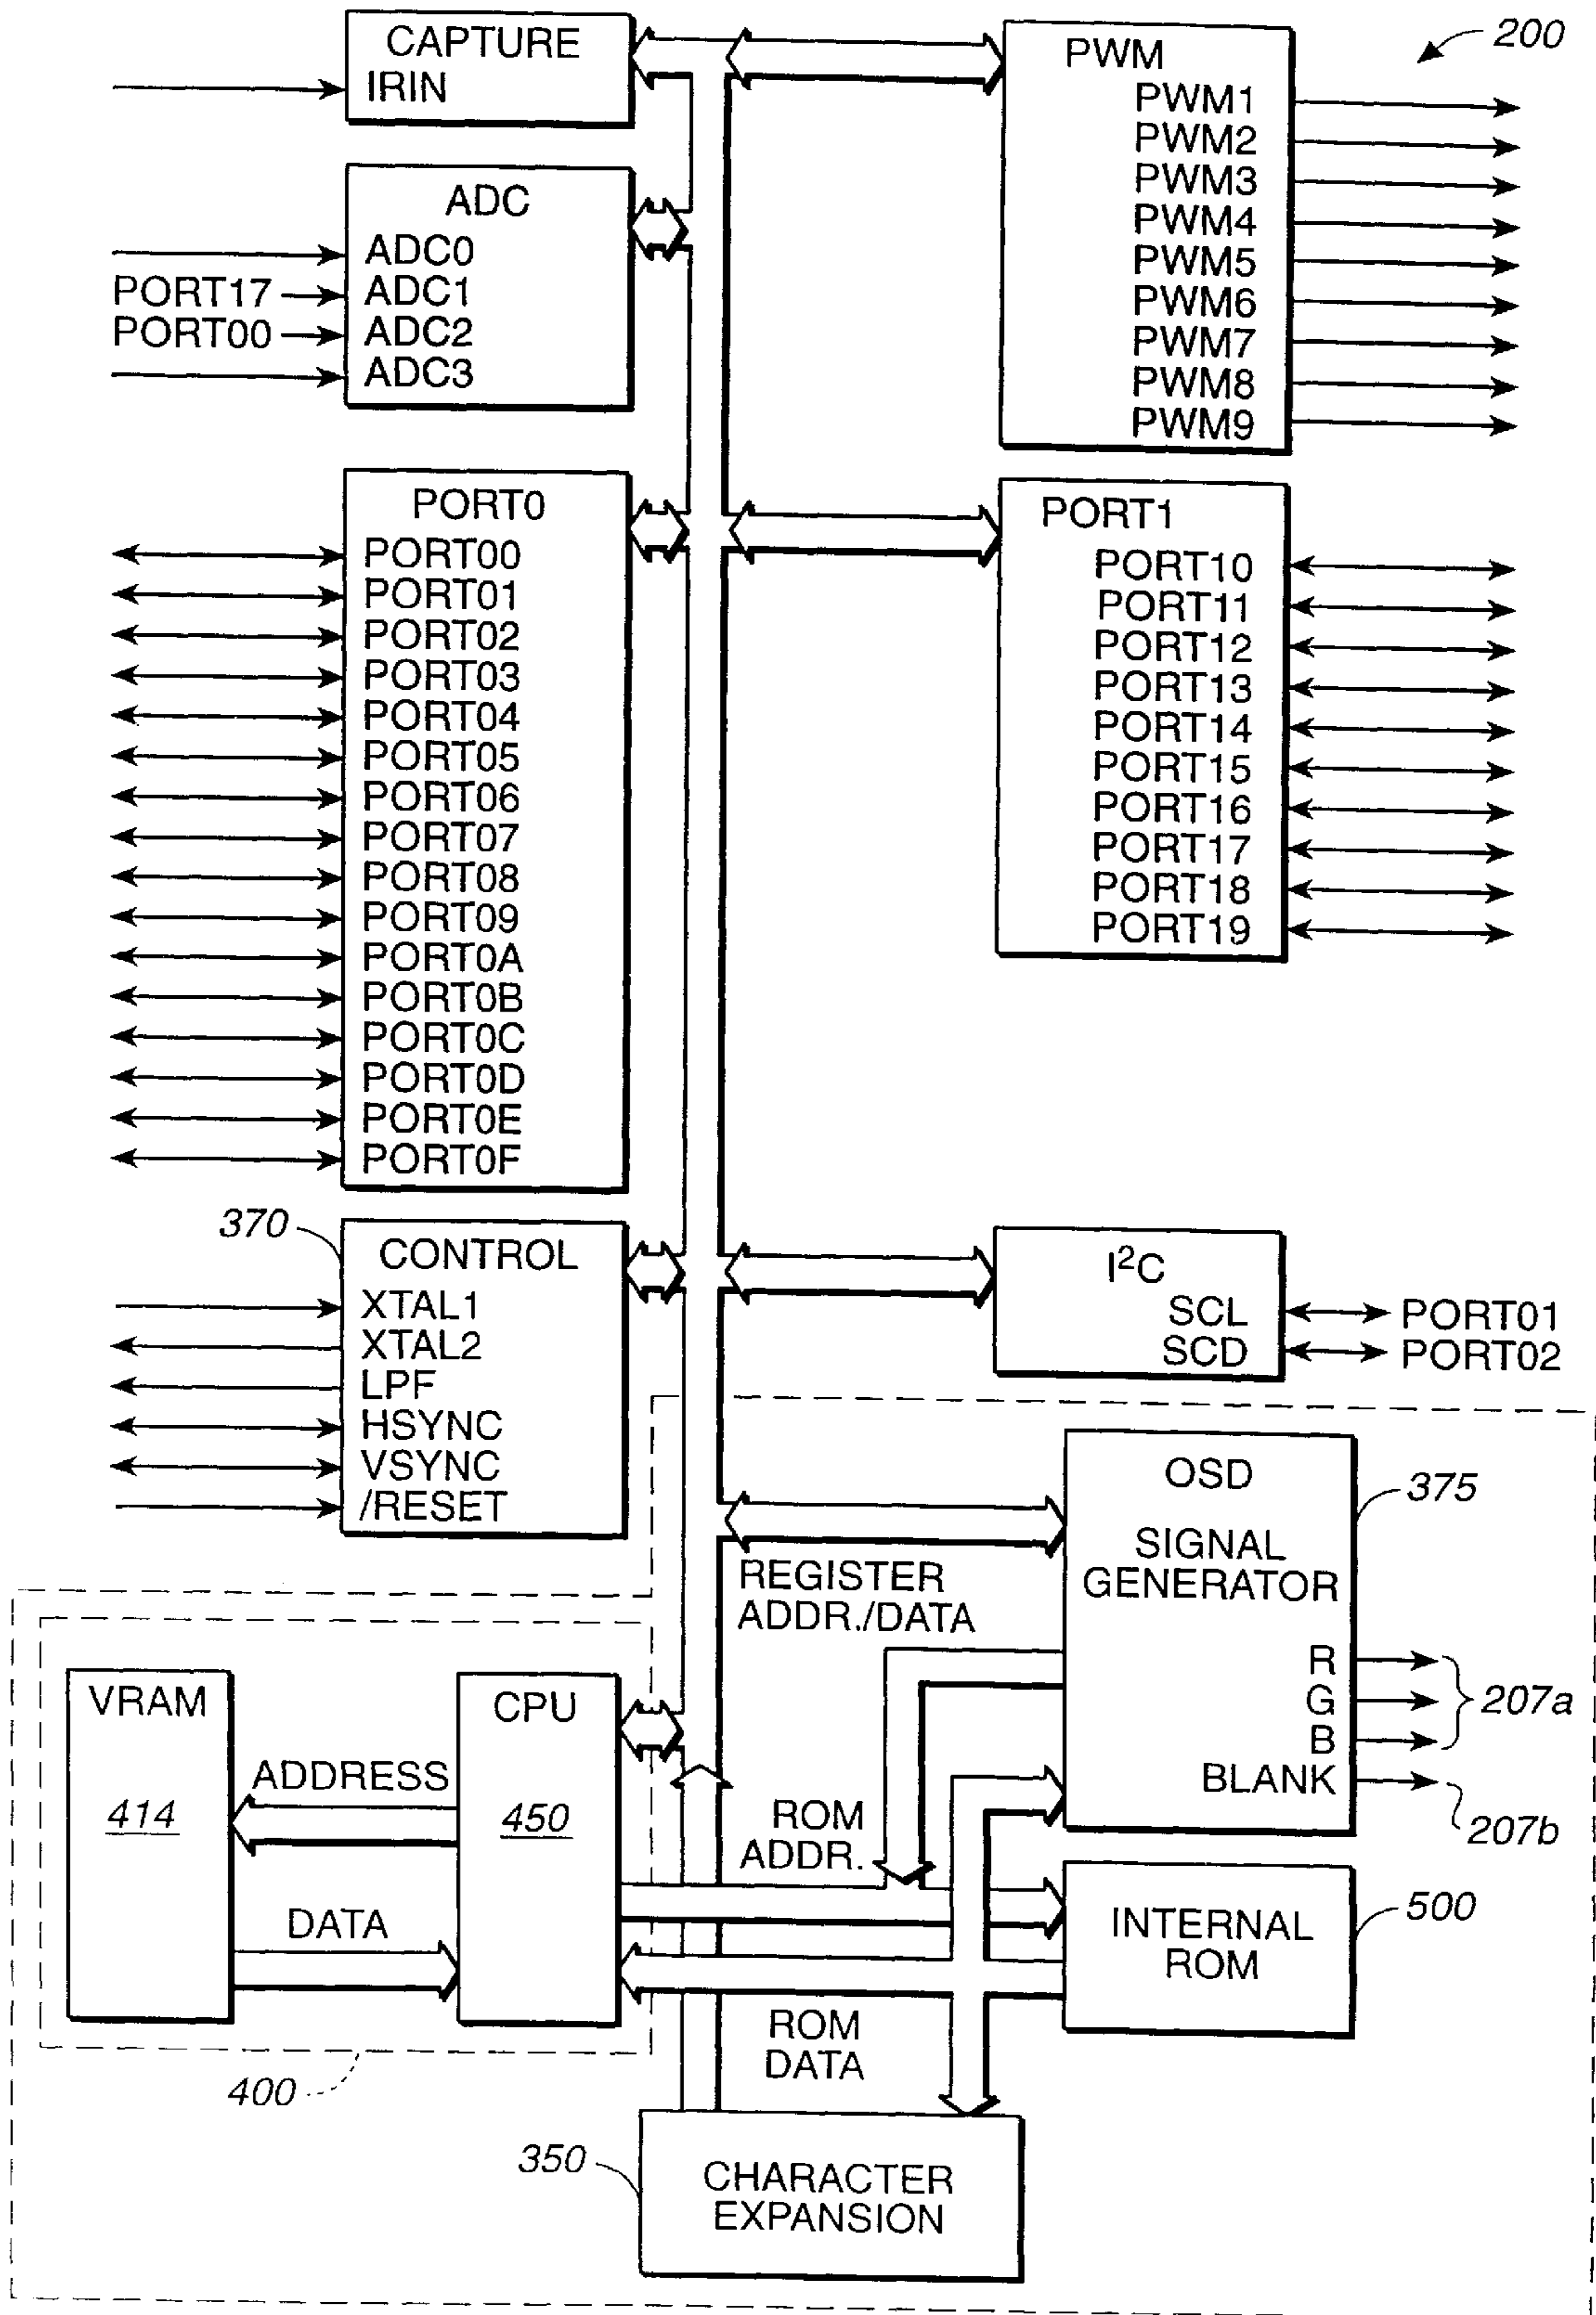 200
CAPTURE
IRIN
ADC
ADC0
PORT17
ADC1
PORT00
ADC2
ADC3
PWM
PWM1
PWM2
PWM3
PWM4
PWM5
PWM6
PWM7
PWM8
PWM9
PORT0
PORT00
PORT01
PORT02
PORT03
PORT04
PORT05
PORT06
PORT07
PORT08
PORT09
PORT0A
PORT0B
PORT0C
PORT0D
PORT0E
PORT0F
PORT1
PORT10
PORT11
PORT12
PORT13
PORT14
PORT15
PORT16
PORT17
PORT18
PORT19
370
CONTROL
XTAL1
XTAL2
LPF
HSYNC
VSYNC
/RESET
I²C
SCL
PORT01
SCD
PORT02
OSD
SIGNAL
GENERATOR
375
R
G
B
207a
BLANK
207b
REGISTER
ADDR./DATA
VRAM
414
ADDRESS
DATA
CPU
450
400
ROM
ADDR.
INTERNAL
ROM
500
ROM
DATA
350
CHARACTER
EXPANSION